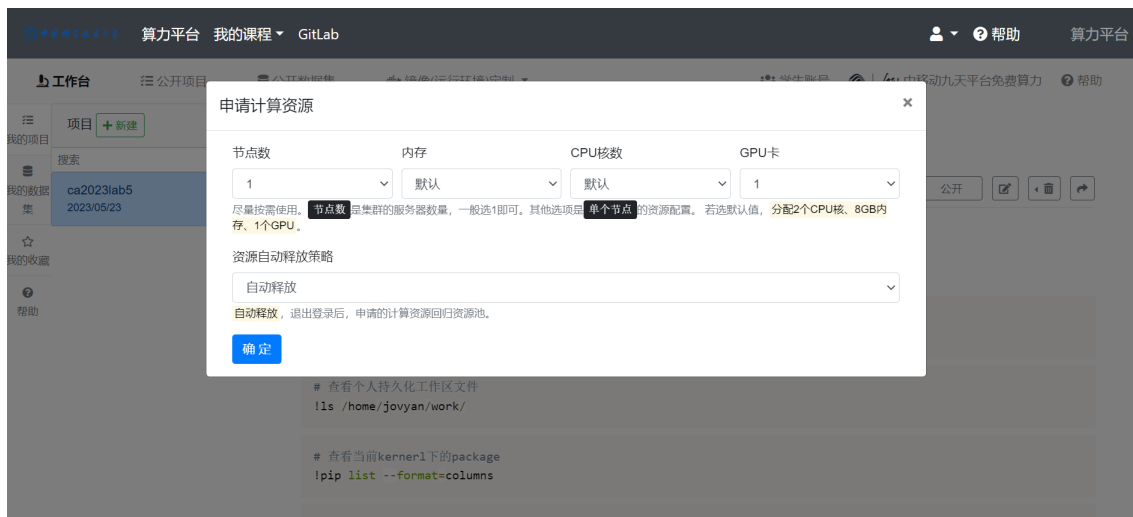 算力平台 我的课程 GitLab 帮助 算力平台
工作台 公开项目 学生账号 中移动九天平台免费算力 帮助
申请计算资源 ×
我的项目
项目 +新建
搜索
我的数据集
ca2023lab5
2023/05/23
我的收藏
帮助
公开
节点数 内存 CPU核数 GPU卡
1 默认 默认 1
尽量按需使用。 节点数 是集群的服务器数量，一般选1即可。其他选项是 单个节点 的资源配置。 若选默认值， 分配2个CPU核、8GB内
存、1个GPU 。
资源自动释放策略
自动释放
自动释放 ，退出登录后，申请的计算资源回归资源池。
确 定
# 查看个人持久化工作区文件
!ls /home/jovyan/work/
# 查看当前kernerl下的package
!pip list --format=columns